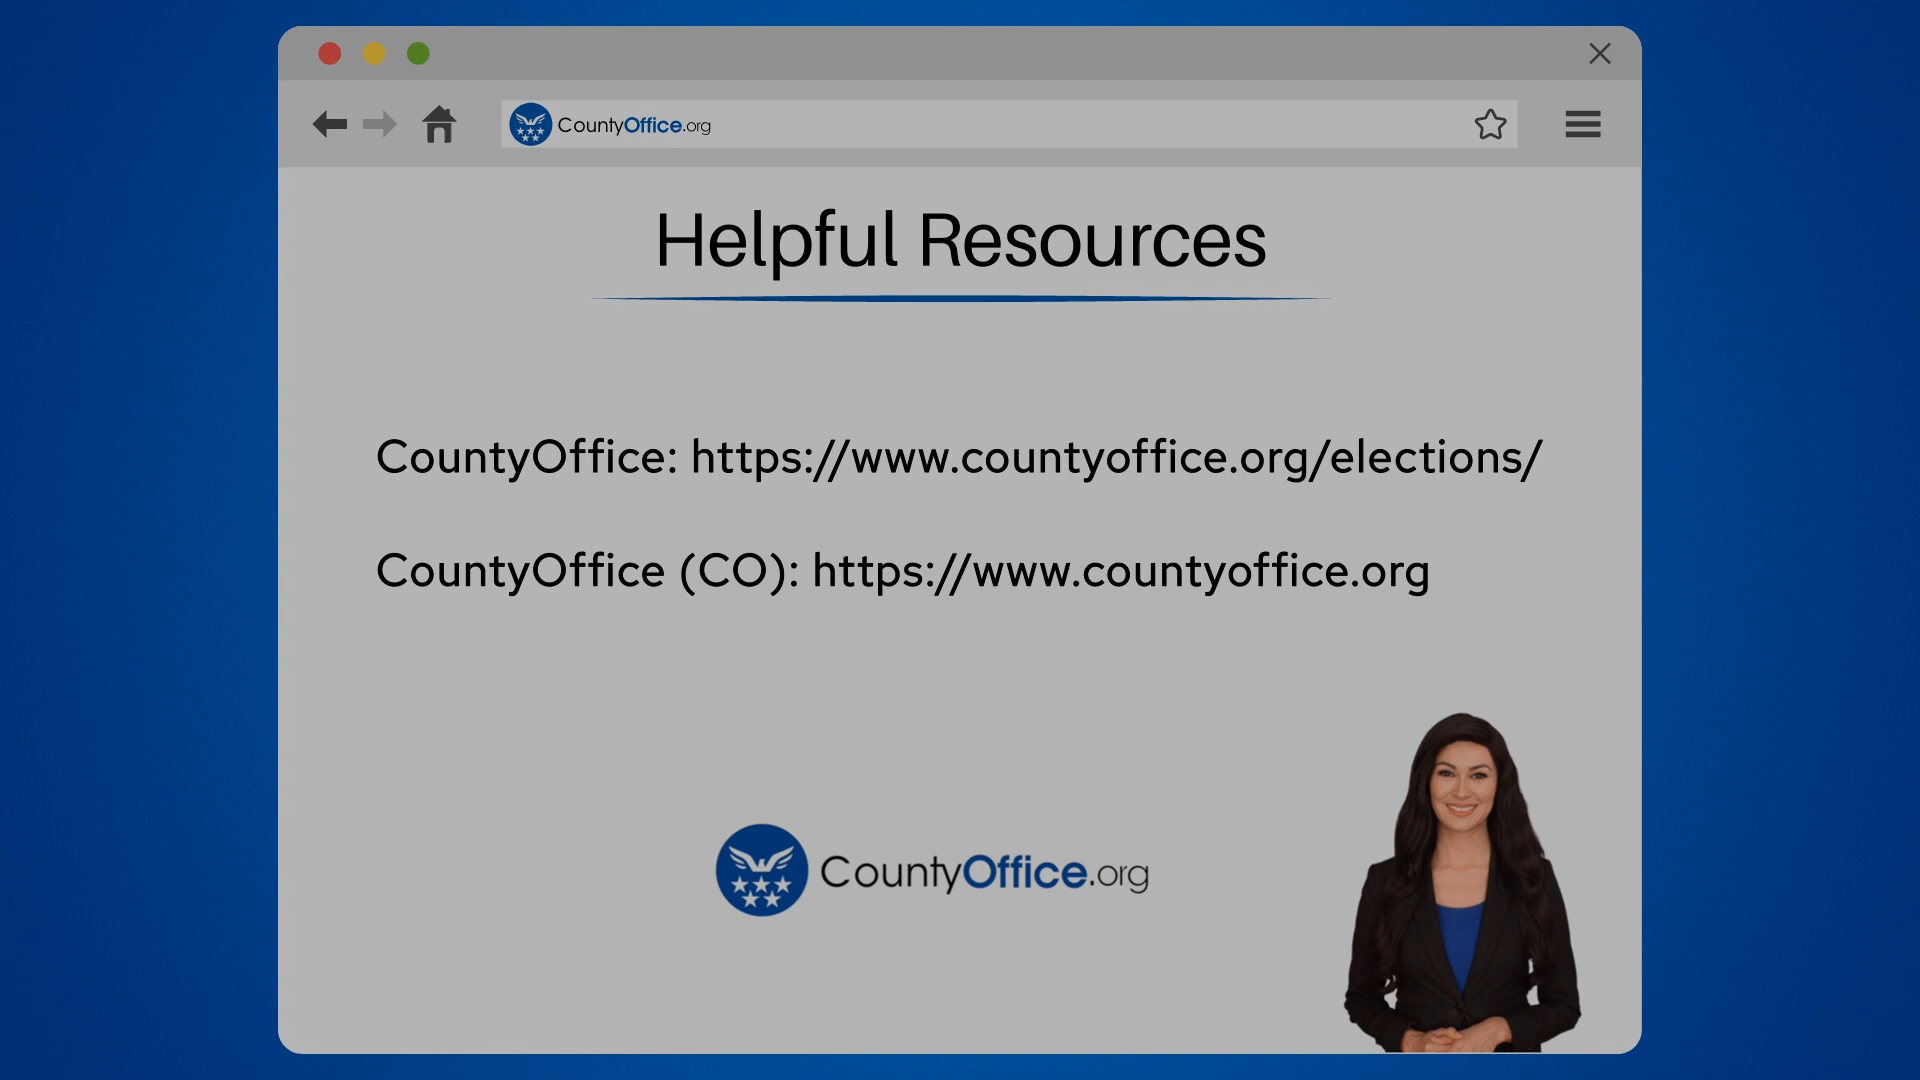 CountyOffice.org
Helpful Resources
CountyOffice: https://www.countyoffice.org/elections/
CountyOffice (CO): https://www.countyoffice.org
CountyOffice.org